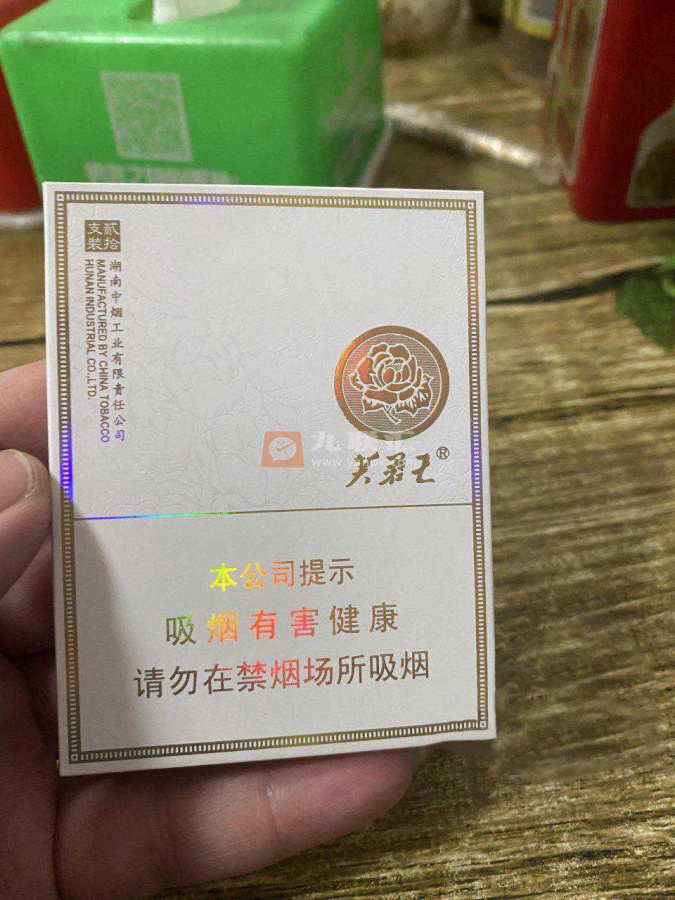 贰拾
支装
湖南中烟工业有限责任公司
MANUFACTURED BY CHINA TOBACCO
HUNAN INDUSTRIAL CO.,LTD.
芙蓉王®
本公司提示
吸烟有害健康
请勿在禁烟场所吸烟